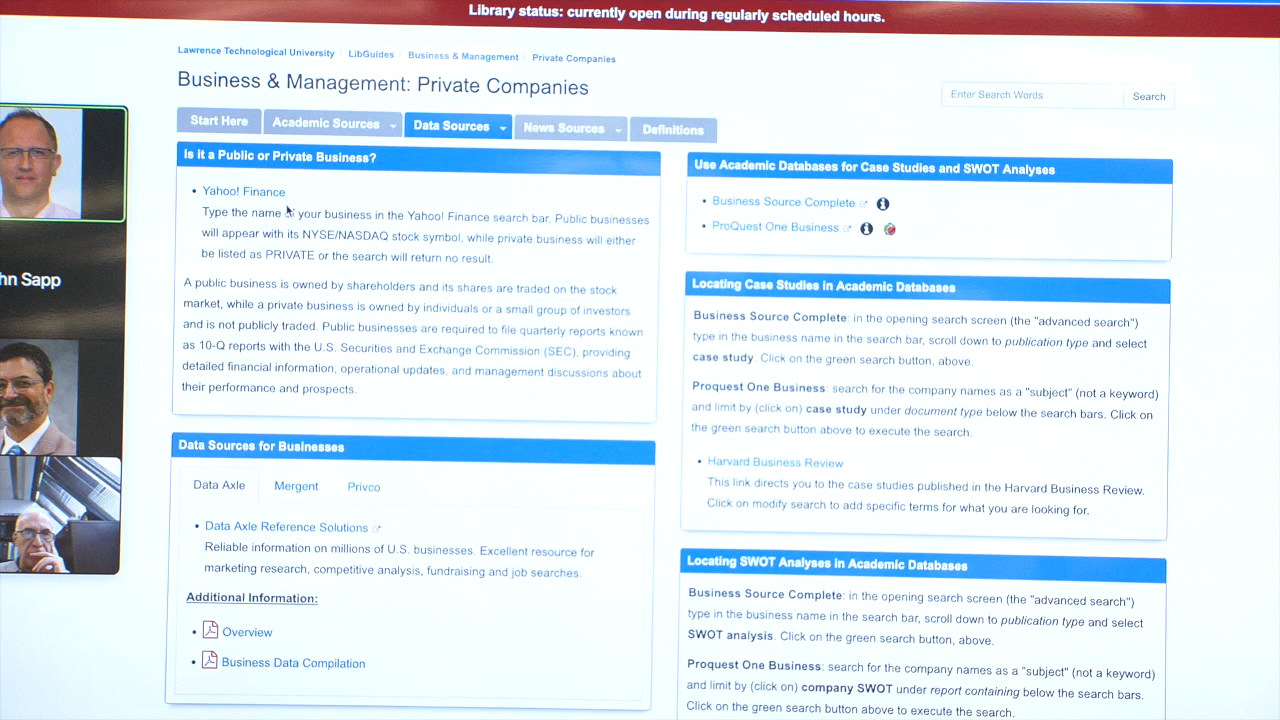 Library status: currently open during regularly scheduled hours.
Lawrence Technological University / LibGuides / Business & Management / Private Companies
Business & Management: Private Companies
Enter Search Words
Search
Start Here
Academic Sources
Data Sources
News Sources
Definitions
Is it a Public or Private Business?
• Yahoo! Finance
Type the name of your business in the Yahoo! Finance search bar. Public businesses
will appear with its NYSE/NASDAQ stock symbol, while private business will either
be listed as PRIVATE or the search will return no result.
A public business is owned by shareholders and its shares are traded on the stock
market, while a private business is owned by individuals or a small group of investors
and is not publicly traded. Public businesses are required to file quarterly reports known
as 10-Q reports with the U.S. Securities and Exchange Commission (SEC), providing
detailed financial information, operational updates, and management discussions about
their performance and prospects.
Data Sources for Businesses
Data Axle
Mergent
Privco
• Data Axle Reference Solutions
Reliable information on millions of U.S. businesses. Excellent resource for
marketing research, competitive analysis, fundraising and job searches.
Additional Information:
• Overview
• Business Data Compilation
Use Academic Databases for Case Studies and SWOT Analyses
• Business Source Complete
• ProQuest One Business
Locating Case Studies in Academic Databases
Business Source Complete: in the opening search screen (the "advanced search")
type in the business name in the search bar, scroll down to publication type and select
case study. Click on the green search button, above.
Proquest One Business: search for the company names as a "subject" (not a keyword)
and limit by (click on) case study under document type below the search bars. Click on
the green search button above to execute the search.
• Harvard Business Review
This link directs you to the case studies published in the Harvard Business Review.
Click on modify search to add specific terms for what you are looking for.
Locating SWOT Analyses in Academic Databases
Business Source Complete: in the opening search screen (the "advanced search")
type in the business name in the search bar, scroll down to publication type and select
SWOT analysis. Click on the green search button, above.
Proquest One Business: search for the company names as a "subject" (not a keyword)
and limit by (click on) company SWOT under report containing below the search bars.
Click on the green search button above to execute the search.
hn Sapp